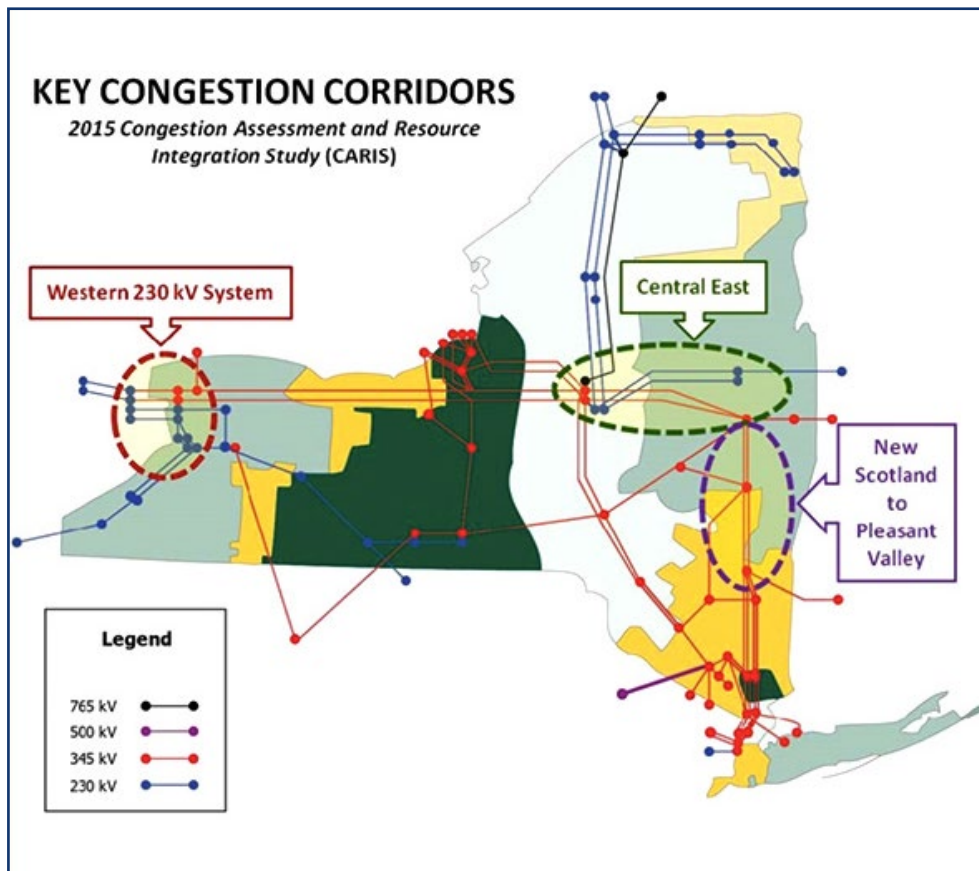 KEY CONGESTION CORRIDORS
2015 Congestion Assessment and Resource
Integration Study (CARIS)
Western 230 kV System
Central East
New
Scotland
to
Pleasant
Valley
Legend
765 kV
500 kV
345 kV
230 kV